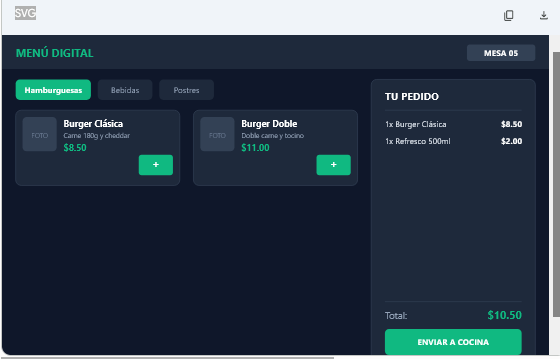 SVG
MENÚ DIGITAL
MESA 05
Hamburguesas
Bebidas
Postres
FOTO
Burger Clásica
Carne 180g y cheddar
$8.50
+
FOTO
Burger Doble
Doble carne y tocino
$11.00
+
TU PEDIDO
1x Burger Clásica $8.50
1x Refresco 500ml $2.00
Total: $10.50
ENVIAR A COCINA